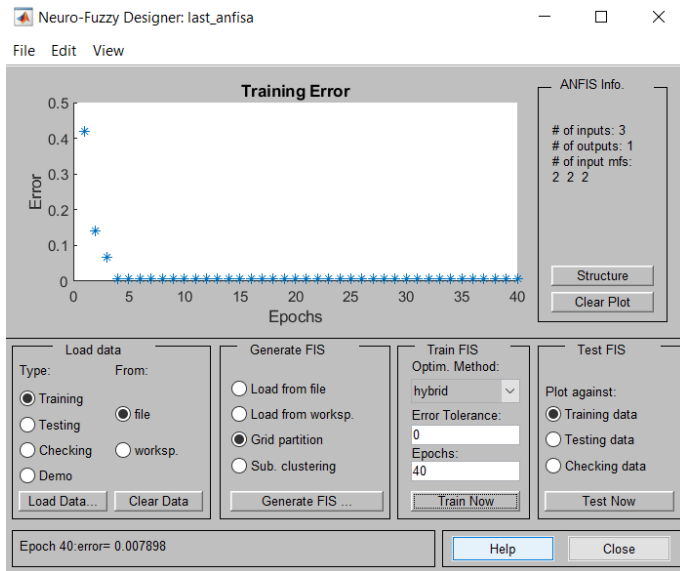 Neuro-Fuzzy Designer: last_anfisa
File Edit View
Training Error
0.5
0.4
0.3
0.2
0.1
0
Error
0 5 10 15 20 25 30 35 40
Epochs
ANFIS Info.
# of inputs: 3
# of outputs: 1
# of input mfs:
2 2 2
Structure
Clear Plot
Load data
Type: From:
Training
Testing
Checking
Demo
file
worksp.
Load Data... Clear Data
Generate FIS
Load from file
Load from worksp.
Grid partition
Sub. clustering
Generate FIS ...
Train FIS
Optim. Method:
hybrid
Error Tolerance:
0
Epochs:
40
Train Now
Test FIS
Plot against:
Training data
Testing data
Checking data
Test Now
Epoch 40:error= 0.007898
Help Close